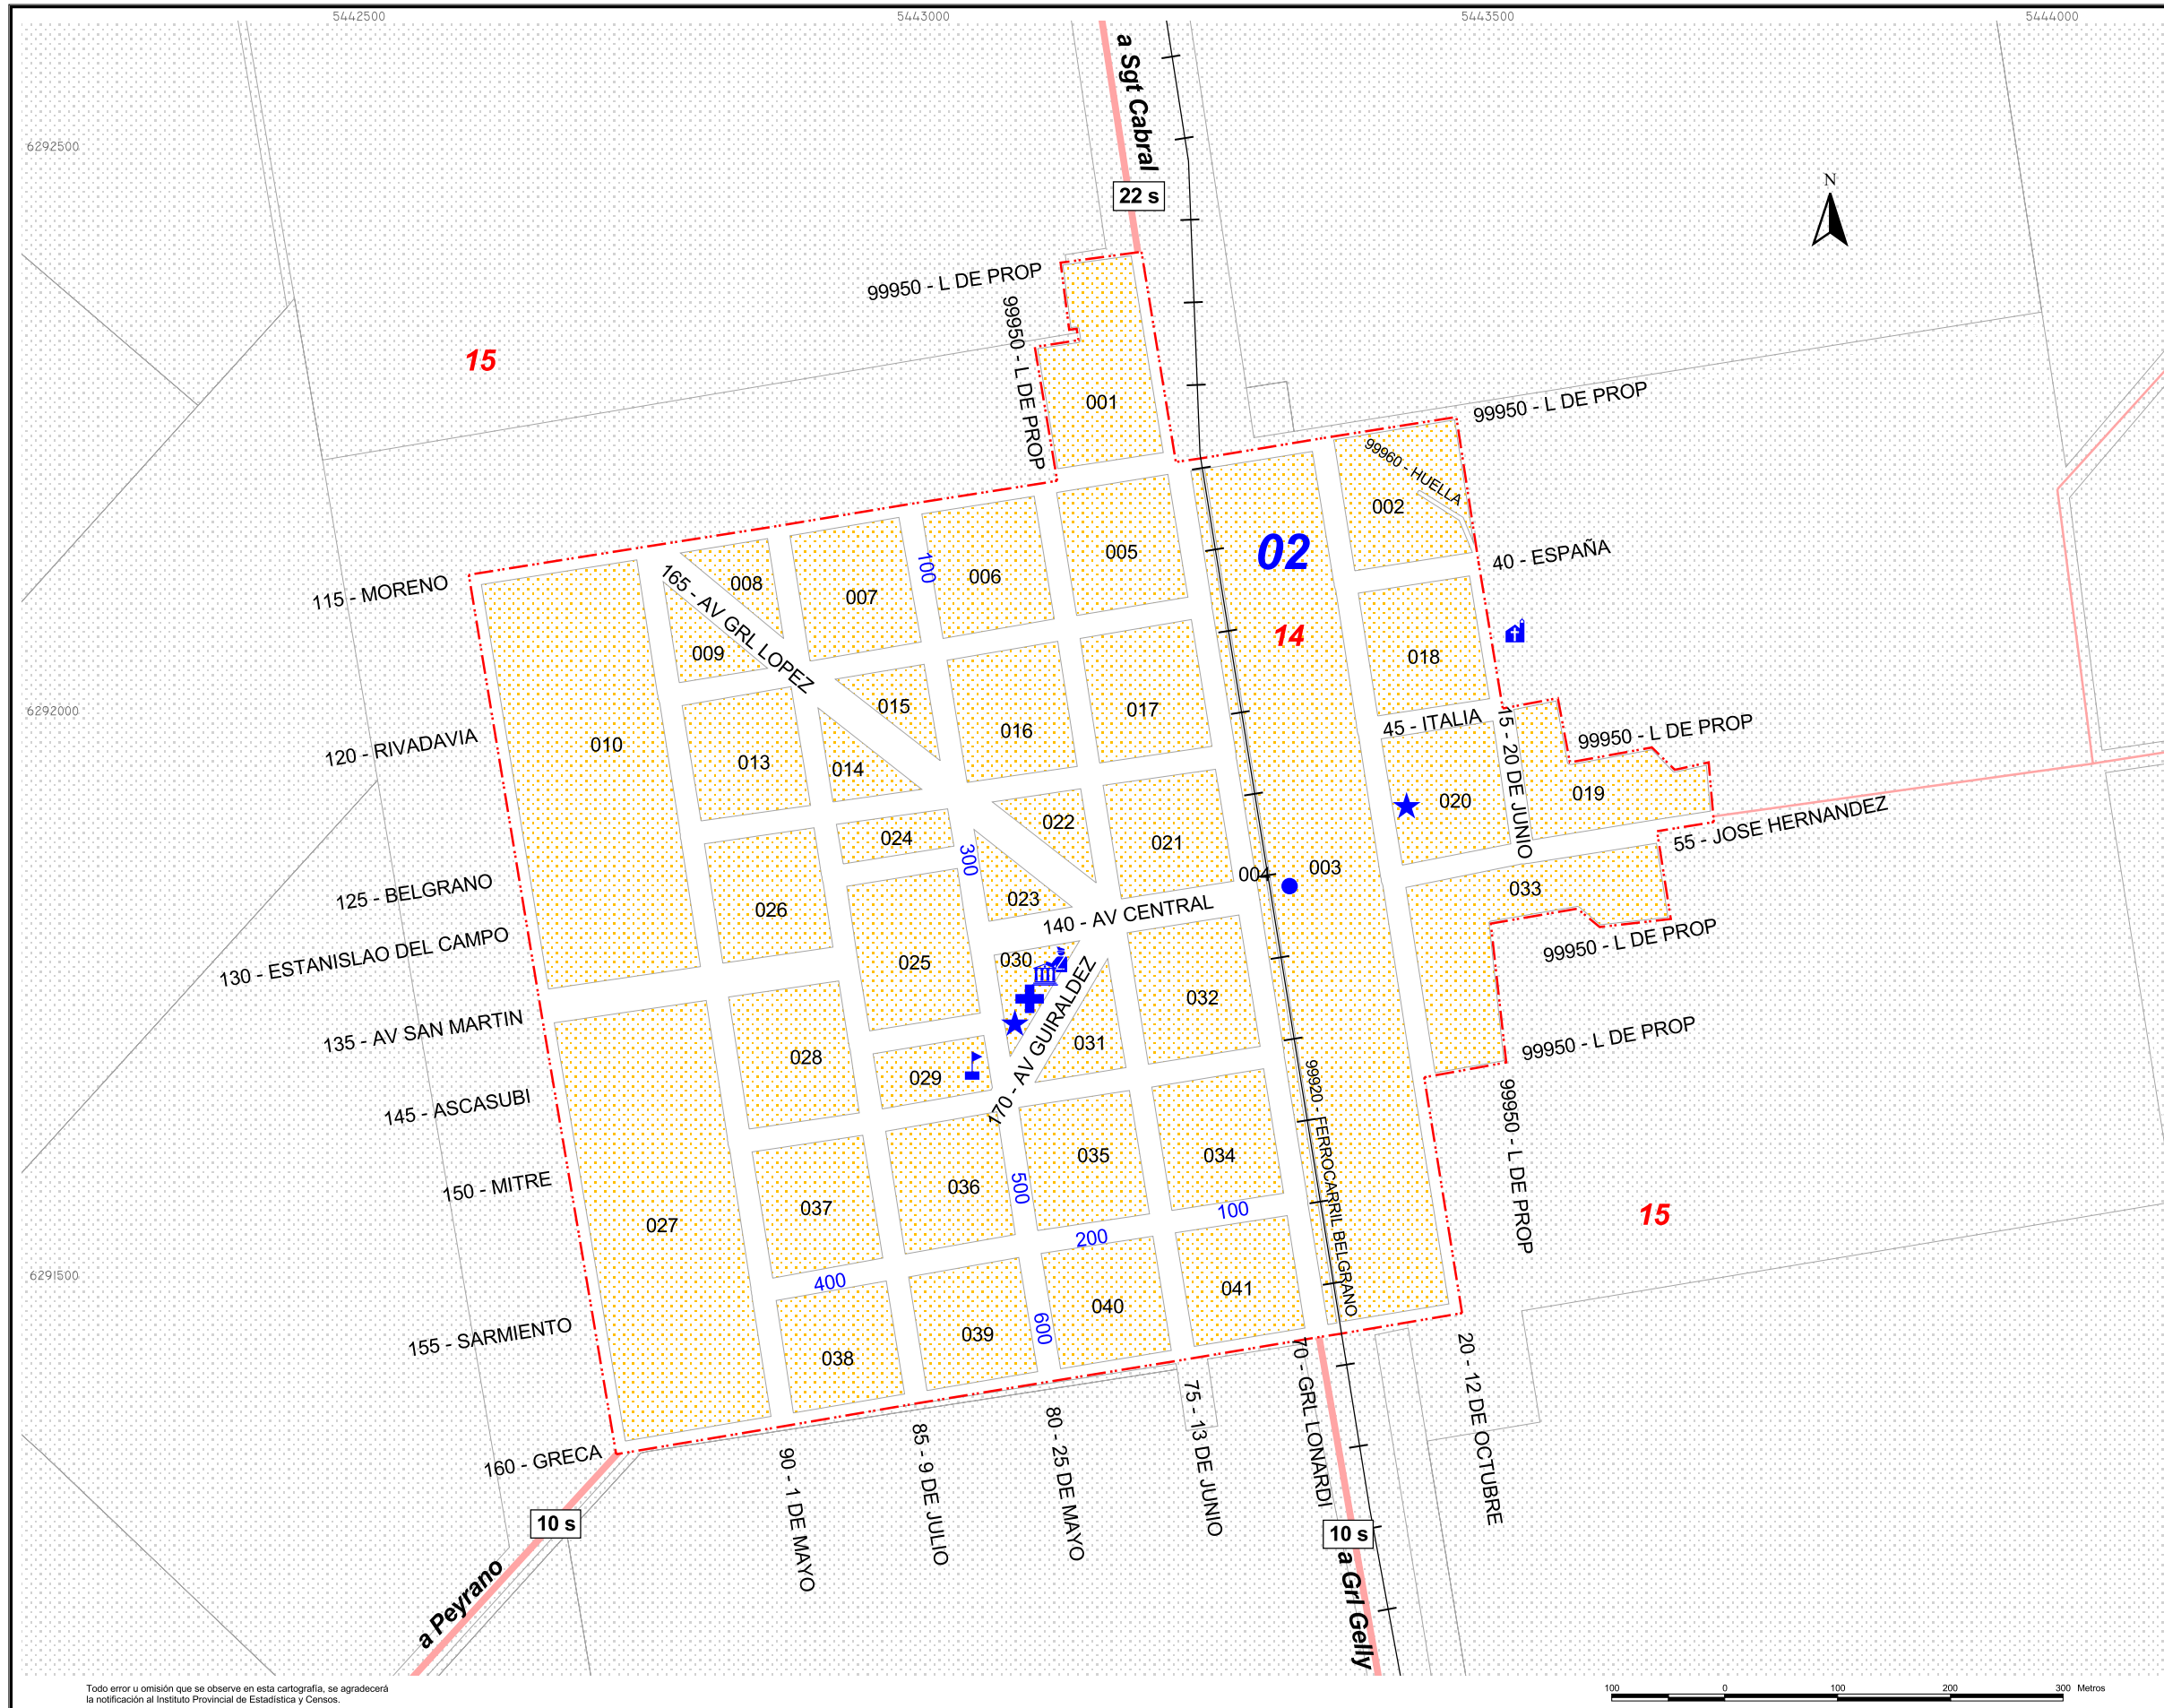 5442500
5443000
5443500
5444000
6292500
6292000
6291500
a Sgt Cabral
22 s
N
99950 - L DE PROP
99950 - L DE PROP
15
001
99950 - L DE PROP
99960 - HUELLA
002
02
14
40 - ESPAÑA
115 - MORENO
165 - AV GRL LOPEZ
008
007
100
006
005
009
018
120 - RIVADAVIA
010
013
014
015
016
017
45 - ITALIA
15 - 20 DE JUNIO
99950 - L DE PROP
019
020
55 - JOSE HERNANDEZ
024
300
022
021
004
003
033
125 - BELGRANO
026
023
140 - AV CENTRAL
99950 - L DE PROP
130 - ESTANISLAO DEL CAMPO
025
030
032
135 - AV SAN MARTIN
028
029
031
170 - AV GUIRALDEZ
99950 - L DE PROP
99920 - FERROCARRIL BELGRANO
99950 - L DE PROP
145 - ASCASUBI
150 - MITRE
027
037
036
500
035
034
15
400
200
100
155 - SARMIENTO
038
039
600
040
041
160 - GRECA
90 - 1 DE MAYO
85 - 9 DE JULIO
80 - 25 DE MAYO
75 - 13 DE JUNIO
70 - GRL LONARDI
20 - 12 DE OCTUBRE
10 s
10 s
a Peyrano
a Grl Gelly
Todo error u omisión que se observe en esta cartografía, se agradecerá
la notificación al Instituto Provincial de Estadística y Censos.
100 0 100 200 300 Metros